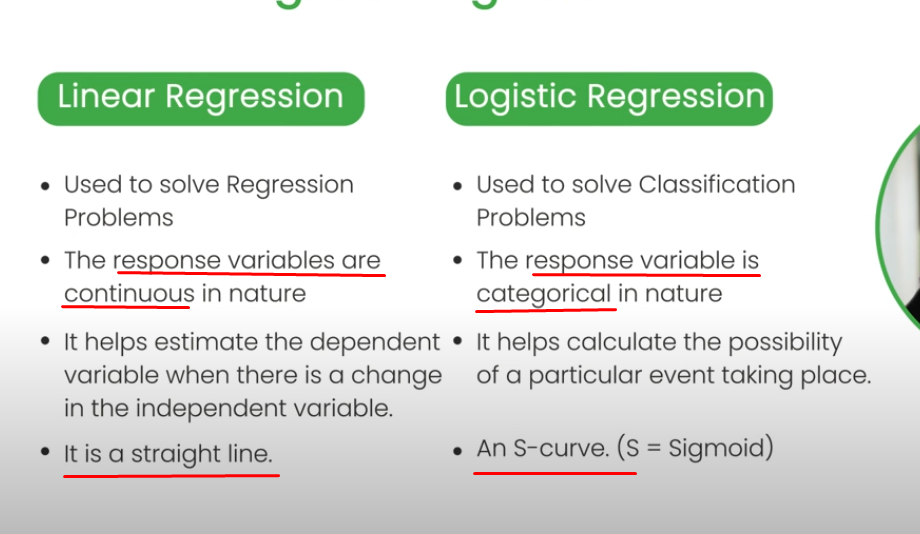 Linear Regression
• Used to solve Regression
Problems
• The response variables are
continuous in nature
• It helps estimate the dependent
variable when there is a change
in the independent variable.
• It is a straight line.
Logistic Regression
• Used to solve Classification
Problems
• The response variable is
categorical in nature
• It helps calculate the possibility
of a particular event taking place.
• An S-curve. (S = Sigmoid)